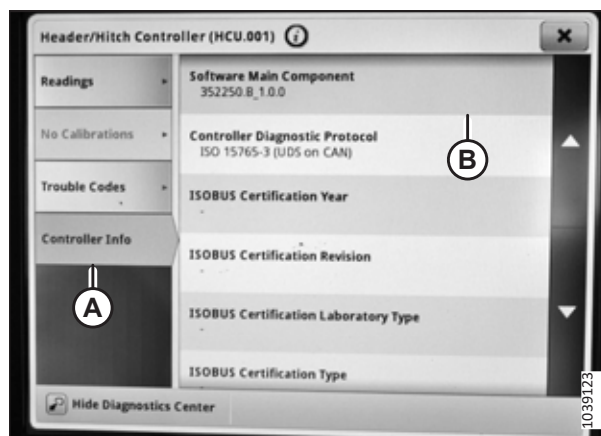 Header/Hitch Controller (HCU.001)
Readings
No Calibrations
Trouble Codes
Controller Info
Software Main Component
352250.B_1.0.0
Controller Diagnostic Protocol
ISO 15765-3 (UDS on CAN)
ISOBUS Certification Year
-
ISOBUS Certification Revision
-
ISOBUS Certification Laboratory Type
-
ISOBUS Certification Type
A
B
Hide Diagnostics Center
1039123